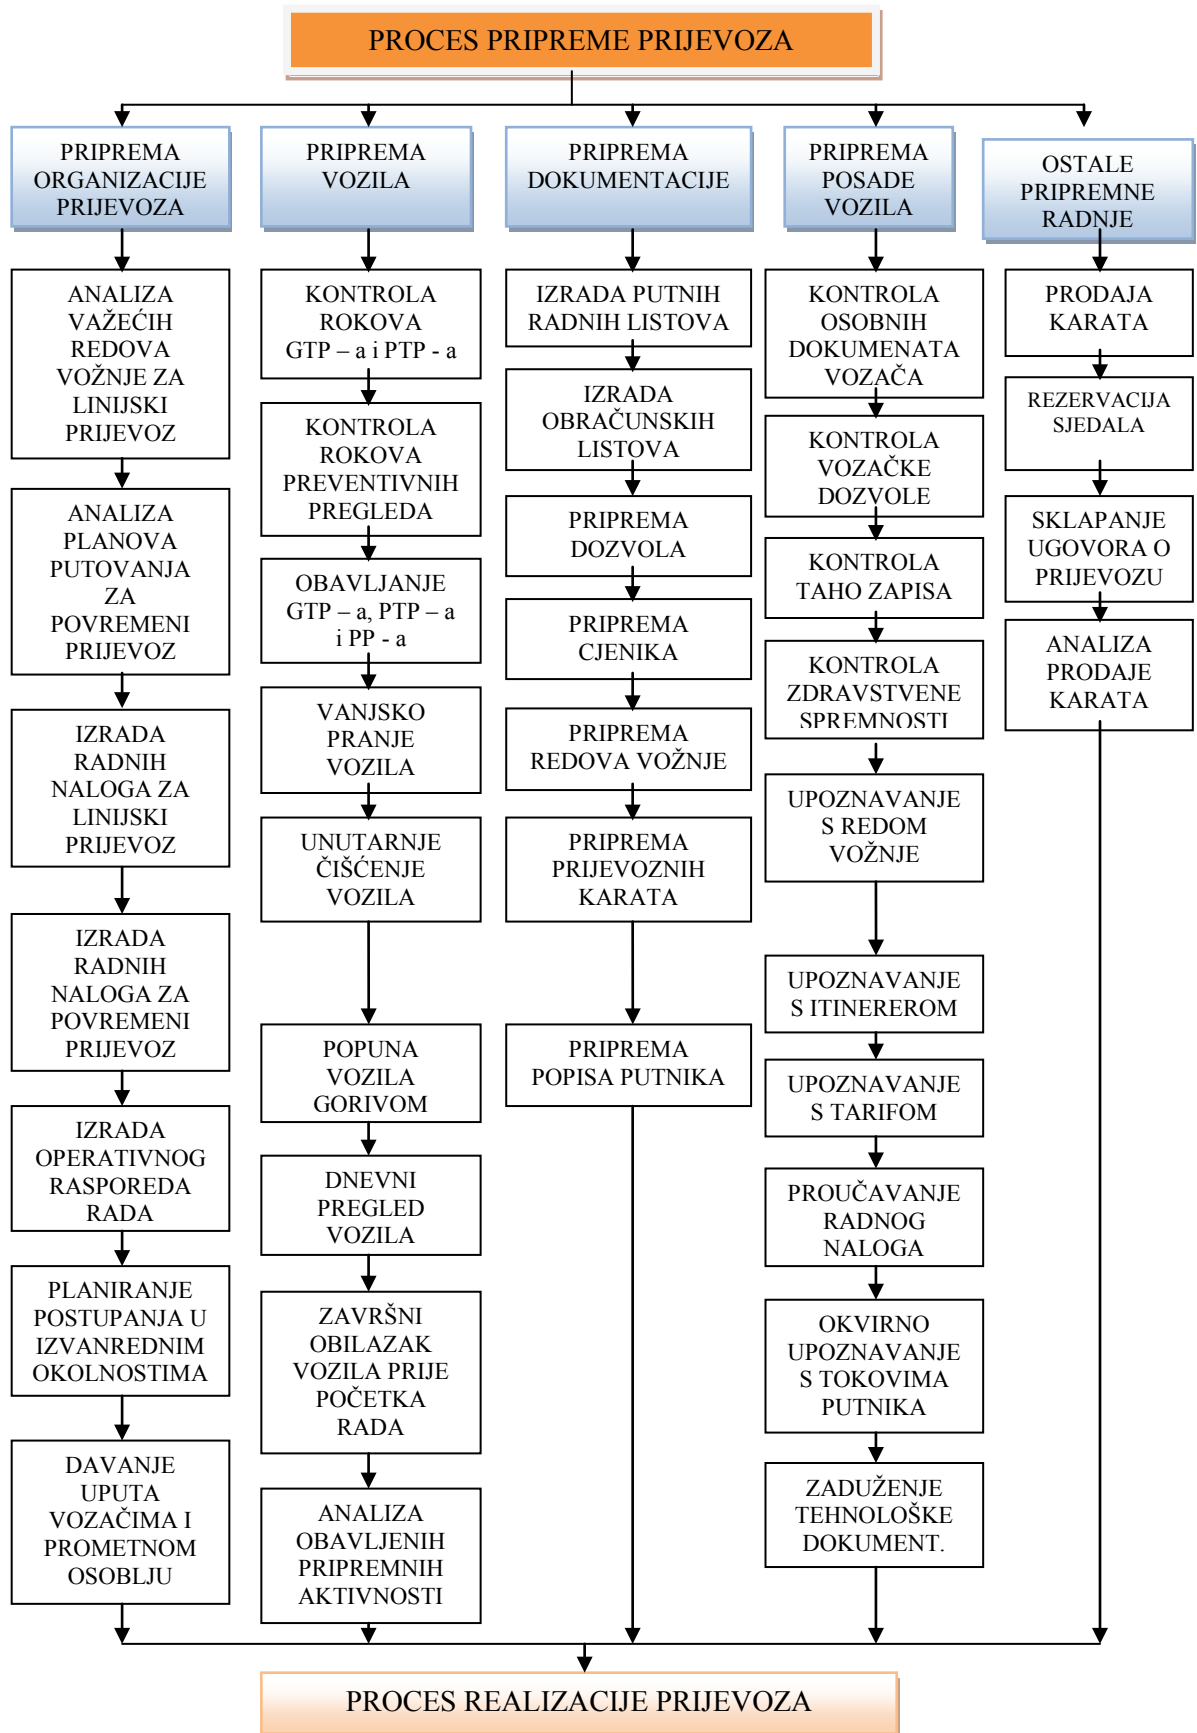 PROCES PRIPREME PRIJEVOZA
PRIPREMA
ORGANIZACIJE
PRIJEVOZA
ANALIZA
VAŽEĆIH
REDOVA
VOŽNJE ZA
LINIJSKI
PRIJEVOZ
ANALIZA
PLANOVA
PUTOVANJA
ZA
POVREMENI
PRIJEVOZ
IZRADA
RADNIH
NALOGA ZA
LINIJSKI
PRIJEVOZ
IZRADA
RADNIH
NALOGA ZA
POVREMENI
PRIJEVOZ
IZRADA
OPERATIVNOG
RASPOREDA
RADA
PLANIRANJE
POSTUPANJA U
IZVANREDNIM
OKOLNOSTIMA
DAVANJE
UPUTA
VOZAČIMA I
PROMETNOM
OSOBLJU
PRIPREMA
VOZILA
KONTROLA
ROKOVA
GTP – a i PTP - a
KONTROLA
ROKOVA
PREVENTIVNIH
PREGLEDA
OBAVLJANJE
GTP – a, PTP – a
i PP - a
VANJSKO
PRANJE
VOZILA
UNUTARNJE
ČIŠĆENJE
VOZILA
POPUNA
VOZILA
GORIVOM
DNEVNI
PREGLED
VOZILA
ZAVRŠNI
OBILAZAK
VOZILA PRIJE
POČETKA
RADA
ANALIZA
OBAVLJENIH
PRIPREMNIH
AKTIVNOSTI
PRIPREMA
DOKUMENTACIJE
IZRADA PUTNIH
RADNIH LISTOVA
IZRADA
OBRAČUNSKIH
LISTOVA
PRIPREMA
DOZVOLA
PRIPREMA
CJENIKA
PRIPREMA
REDOVA VOŽNJE
PRIPREMA
PRIJEVOZNIH
KARATA
PRIPREMA
POPISA PUTNIKA
PRIPREMA
POSADE
VOZILA
KONTROLA
OSOBNIH
DOKUMENATA
VOZAČA
KONTROLA
VOZAČKE
DOZVOLE
KONTROLA
TAHO ZAPISA
KONTROLA
ZDRAVSTVENE
SPREMNOSTI
UPOZNAVANJE
S REDOM
VOŽNJE
UPOZNAVANJE
S ITINEREROM
UPOZNAVANJE
S TARIFOM
PROUČAVANJE
RADNOG
NALOGA
OKVIRNO
UPOZNAVANJE
S TOKOVIMA
PUTNIKA
ZADUŽENJE
TEHNOLOŠKE
DOKUMENT.
OSTALE
PRIPREMNE
RADNJE
PRODAJA
KARATA
REZERVACIJA
SJEDALA
SKLAPANJE
UGOVORA O
PRIJEVOZU
ANALIZA
PRODAJE
KARATA
PROCES REALIZACIJE PRIJEVOZA